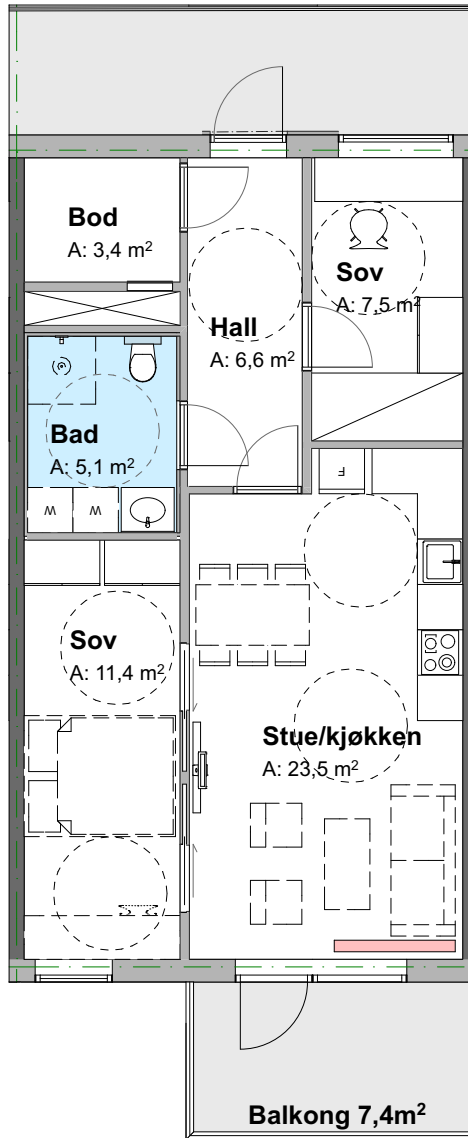 Bod
A: 3,4 m²
Sov
A: 7,5 m²
Hall
A: 6,6 m²
Bad
A: 5,1 m²
F
W W
Sov
A: 11,4 m²
Stue/kjøkken
A: 23,5 m²
Balkong 7,4m²